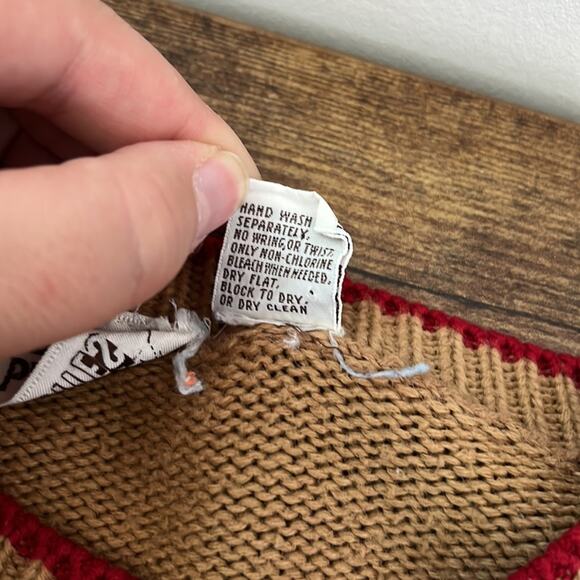 HAND WASH
SEPARATELY.
NO WRING,OR TWIST.
ONLY NON-CHLORINE
BLEACH WHEN NEEDED.
DRY FLAT,
BLOCK TO DRY.
OR DRY CLEAN